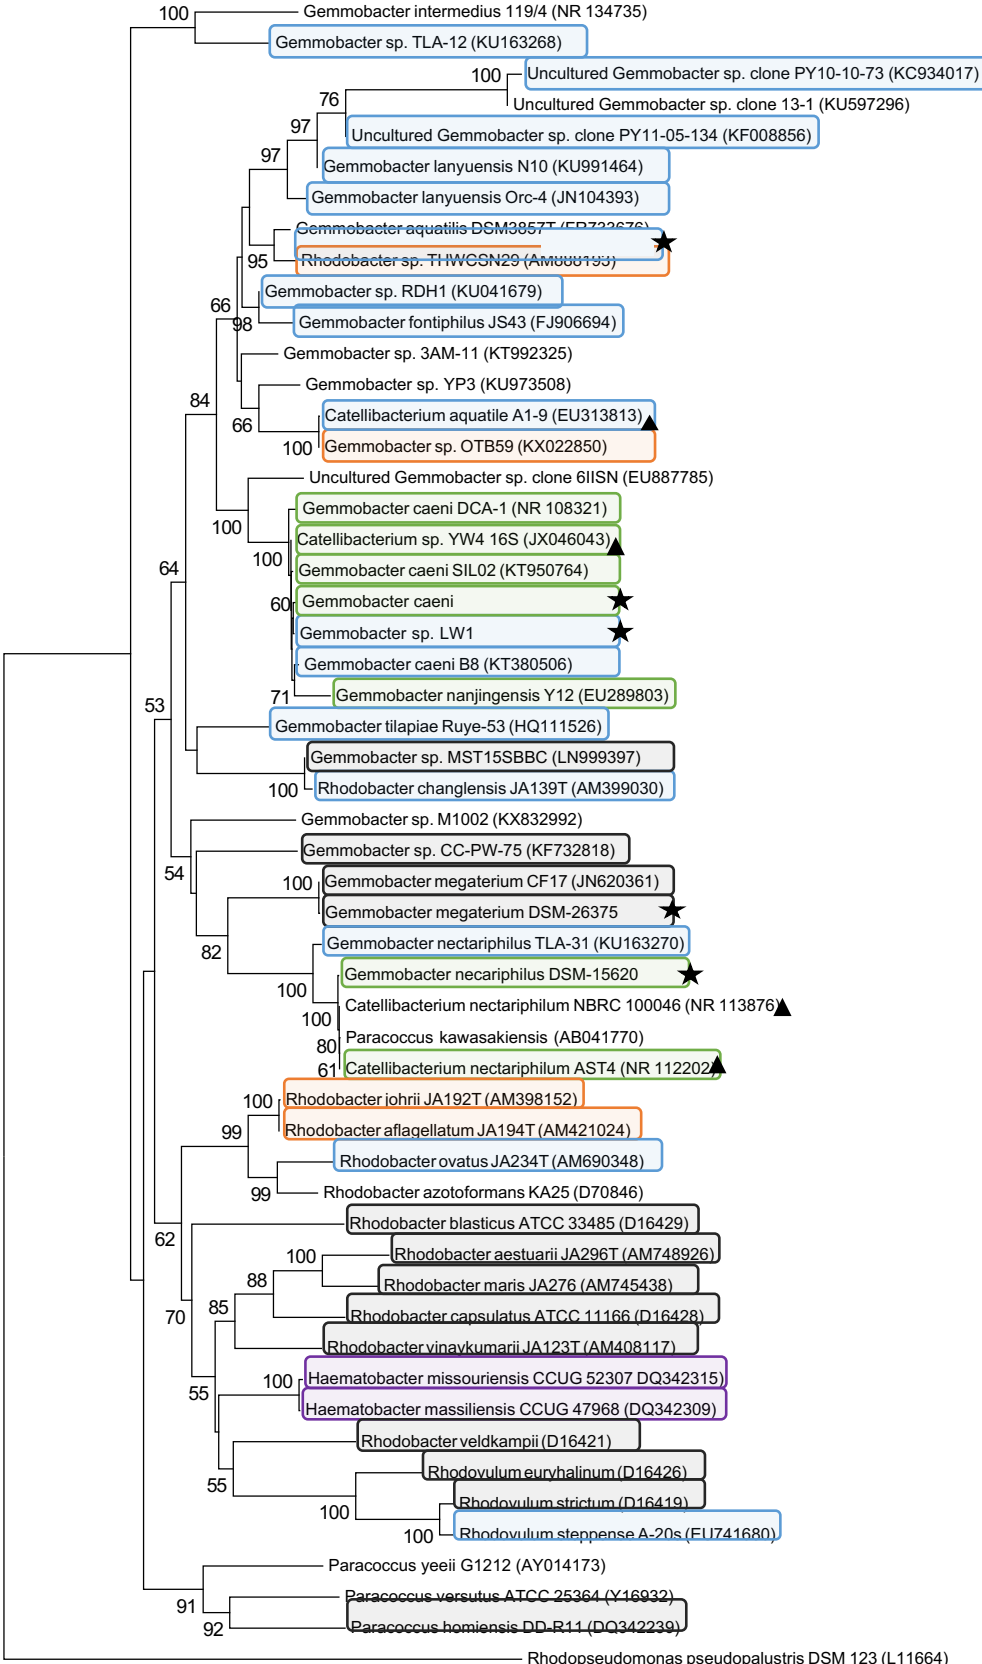 Gemmobacter intermedius 119/4 (NR 134735)
100
Gemmobacter sp. TLA-12 (KU163268)
Uncultured Gemmobacter sp. clone PY10-10-73 (KC934017)
100
76
Uncultured Gemmobacter sp. clone 13-1 (KU597296)
97
Uncultured Gemmobacter sp. clone PY11-05-134 (KF008856)
97
Gemmobacter lanyuensis N10 (KU991464)
Gemmobacter lanyuensis Orc-4 (JN104393)
Gemmobacter aquatilis DSM3857T (FR733676)
95
Rhodobacter sp. THWCSN29 (AM888193)
Gemmobacter sp. RDH1 (KU041679)
66
98
Gemmobacter fontiphilus JS43 (FJ906694)
Gemmobacter sp. 3AM-11 (KT992325)
Gemmobacter sp. YP3 (KU973508)
84
Catellibacterium aquatile A1-9 (EU313813)
66
100
Gemmobacter sp. OTB59 (KX022850)
Uncultured Gemmobacter sp. clone 6IISN (EU887785)
Gemmobacter caeni DCA-1 (NR 108321)
100
Catellibacterium sp. YW4 16S (JX046043)
100
64
Gemmobacter caeni SIL02 (KT950764)
60
Gemmobacter caeni
Gemmobacter sp. LW1
Gemmobacter caeni B8 (KT380506)
71
Gemmobacter nanjingensis Y12 (EU289803)
53
Gemmobacter tilapiae Ruye-53 (HQ111526)
Gemmobacter sp. MST15SBBC (LN999397)
100
Rhodobacter changlensis JA139T (AM399030)
Gemmobacter sp. M1002 (KX832992)
Gemmobacter sp. CC-PW-75 (KF732818)
54
100
Gemmobacter megaterium CF17 (JN620361)
Gemmobacter megaterium DSM-26375
82
Gemmobacter nectariphilus TLA-31 (KU163270)
Gemmobacter necariphilus DSM-15620
100
Catellibacterium nectariphilum NBRC 100046 (NR 113876)
100
Paracoccus kawasakiensis (AB041770)
80
61
Catellibacterium nectariphilum AST4 (NR 112202)
100
Rhodobacter johrii JA192T (AM398152)
99
Rhodobacter aflagellatum JA194T (AM421024)
Rhodobacter ovatus JA234T (AM690348)
99
Rhodobacter azotoformans KA25 (D70846)
Rhodobacter blasticus ATCC 33485 (D16429)
62
100
Rhodobacter aestuarii JA296T (AM748926)
88
Rhodobacter maris JA276 (AM745438)
70
85
Rhodobacter capsulatus ATCC 11166 (D16428)
Rhodobacter vinaykumarii JA123T (AM408117)
100
Haematobacter missouriensis CCUG 52307 DQ342315)
55
Haematobacter massiliensis CCUG 47968 (DQ342309)
Rhodobacter veldkampii (D16421)
55
Rhodovulum euryhalinum (D16426)
100
Rhodovulum strictum (D16419)
100
Rhodovulum steppense A-20s (EU741680)
Paracoccus yeeii G1212 (AY014173)
91
Paracoccus versutus ATCC 25364 (Y16932)
92
Paracoccus homiensis DD-R11 (DQ342239)
Rhodopseudomonas pseudopalustris DSM 123 (L11664)